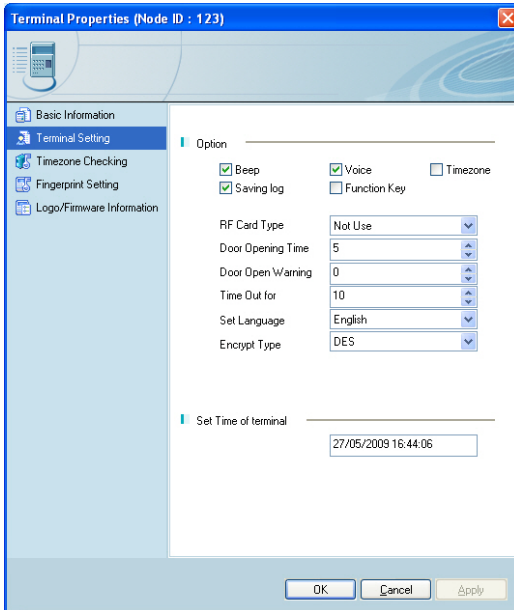 Terminal Properties (Node ID : 123)
Basic Information
Terminal Setting
Timezone Checking
Fingerprint Setting
Logo/Firmware Information
Option
Beep Voice Timezone
Saving log Function Key
RF Card Type Not Use
Door Opening Time 5
Door Open Warning 0
Time Out for 10
Set Language English
Encrypt Type DES
Set Time of terminal
27/05/2009 16:44:06
OK Cancel Apply